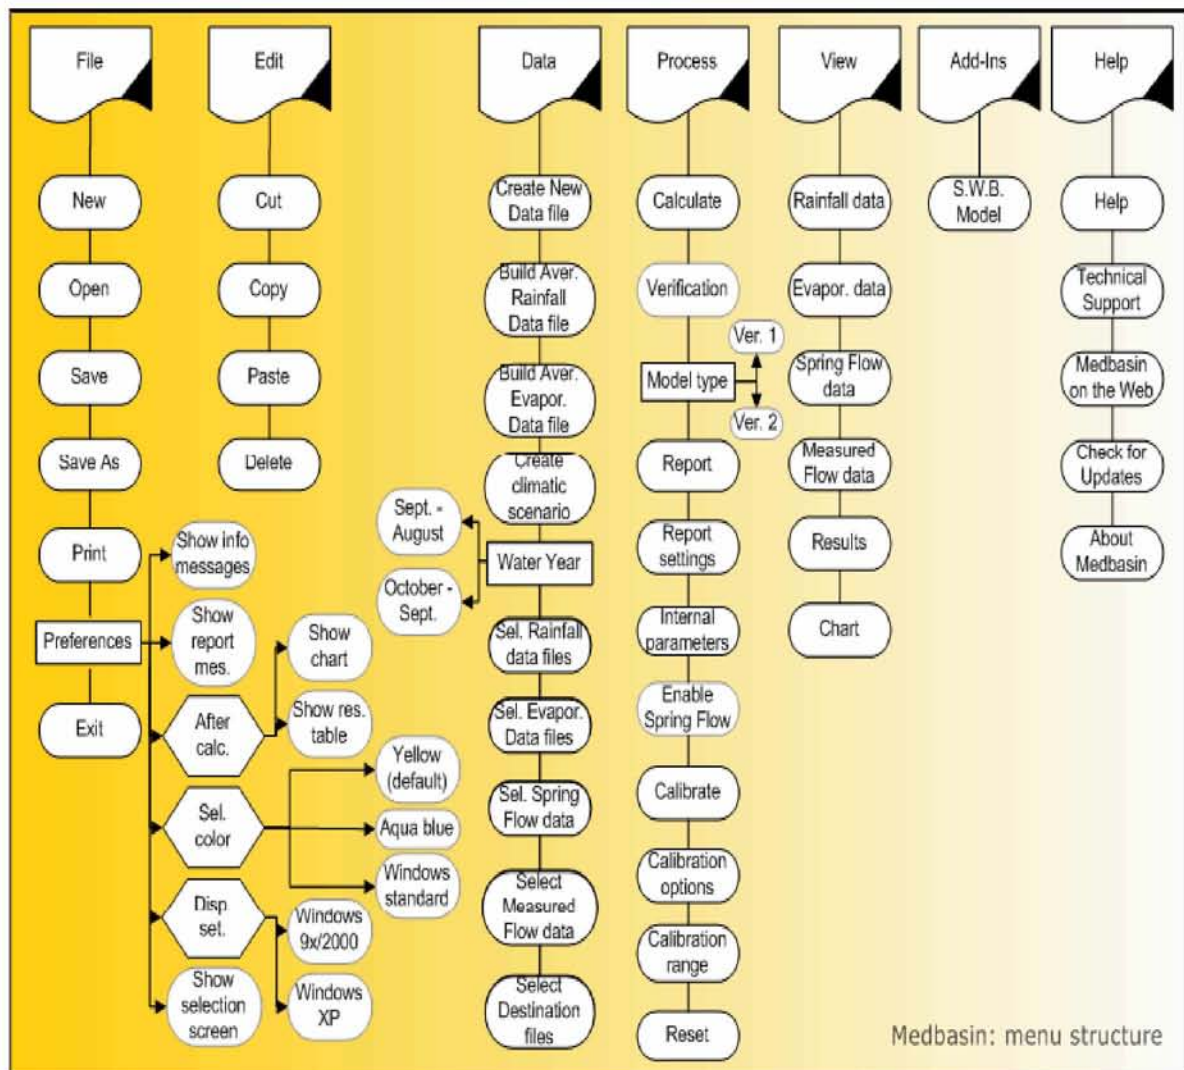 File
Edit
Data
Process
View
Add-Ins
Help
New
Open
Save
Save As
Print
Preferences
Exit
Show info
messages
Show
report
mes.
After
calc.
Show
chart
Show res.
table
Sel.
color
Yellow
(default)
Aqua blue
Windows
standard
Disp
set.
Windows
9x/2000
Windows
XP
Show
selection
screen
Cut
Copy
Paste
Delete
Create New
Data file
Build Aver.
Rainfall
Data file
Build Aver.
Evapor.
Data file
Create
climatic
scenario
Water Year
Sept. -
August
October -
Sept.
Sel. Rainfall
data files
Sel. Evapor.
Data files
Sel. Spring
Flow data
Select
Measured
Flow data
Select
Destination
files
Calculate
Verification
Model type
Ver. 1
Ver. 2
Report
Report
settings
Internal
parameters
Enable
Spring Flow
Calibrate
Calibration
options
Calibration
range
Reset
Rainfall data
Evapor. data
Spring Flow
data
Measured
Flow data
Results
Chart
S.W.B.
Model
Help
Technical
Support
Medbasin
on the Web
Check for
Updates
About
Medbasin
Medbasin: menu structure